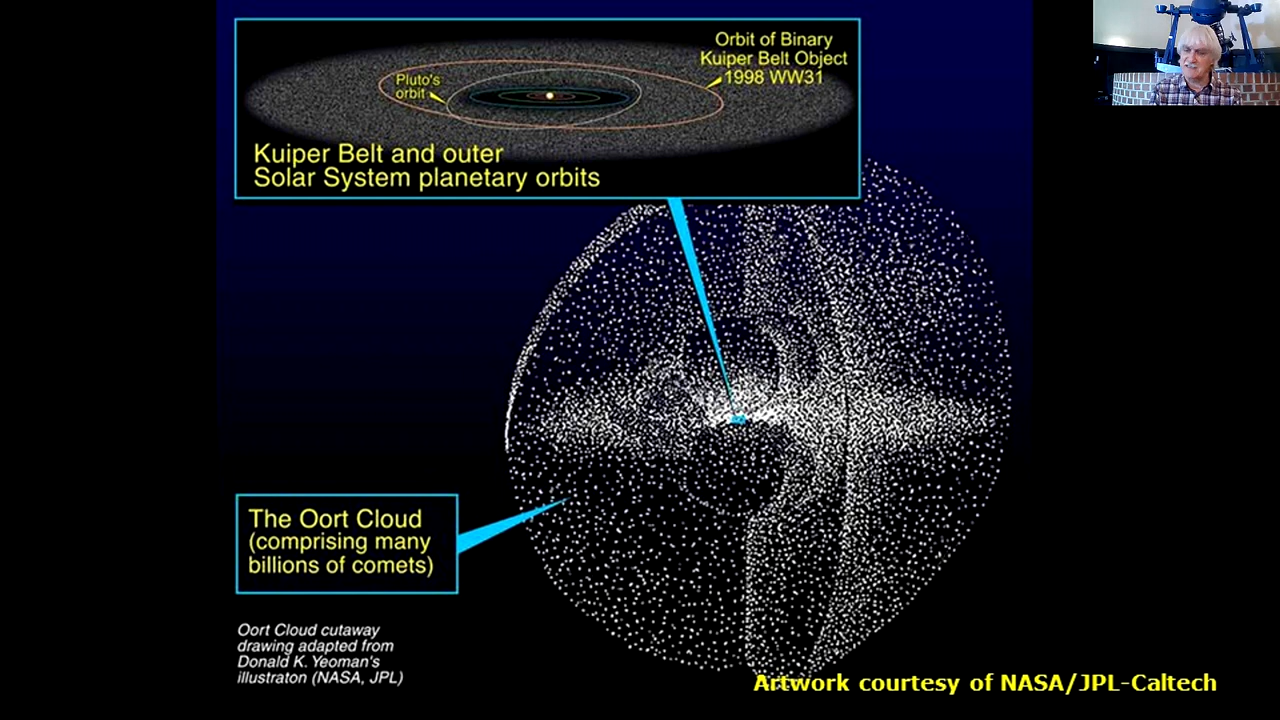 Orbit of Binary
Kuiper Belt Object
1998 WW31
Pluto's
orbit
Kuiper Belt and outer
Solar System planetary orbits
The Oort Cloud
(comprising many
billions of comets)
Oort Cloud cutaway
drawing adapted from
Donald K. Yeoman's
illustraton (NASA, JPL)
Artwork courtesy of NASA/JPL-Caltech